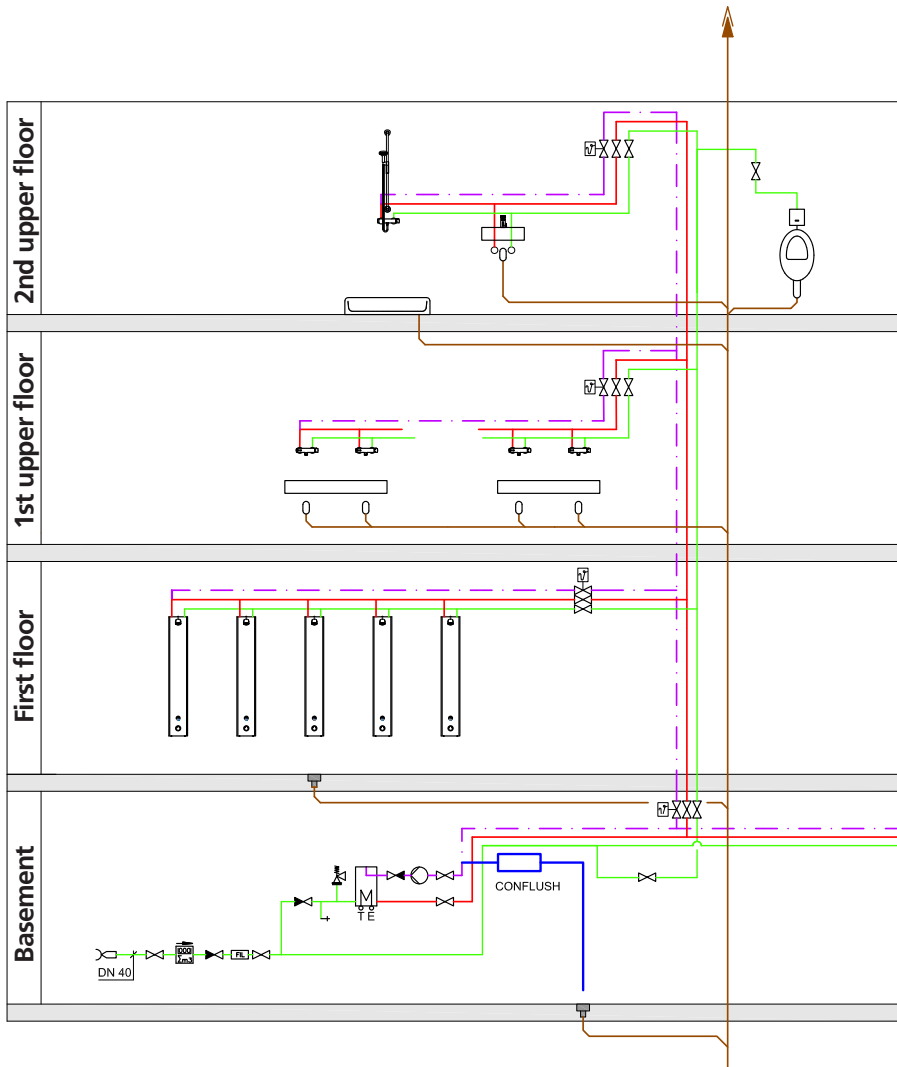 2nd upper floor
1st upper floor
First floor
Basement
CONFLUSH
M
T E
FIL
DN 40